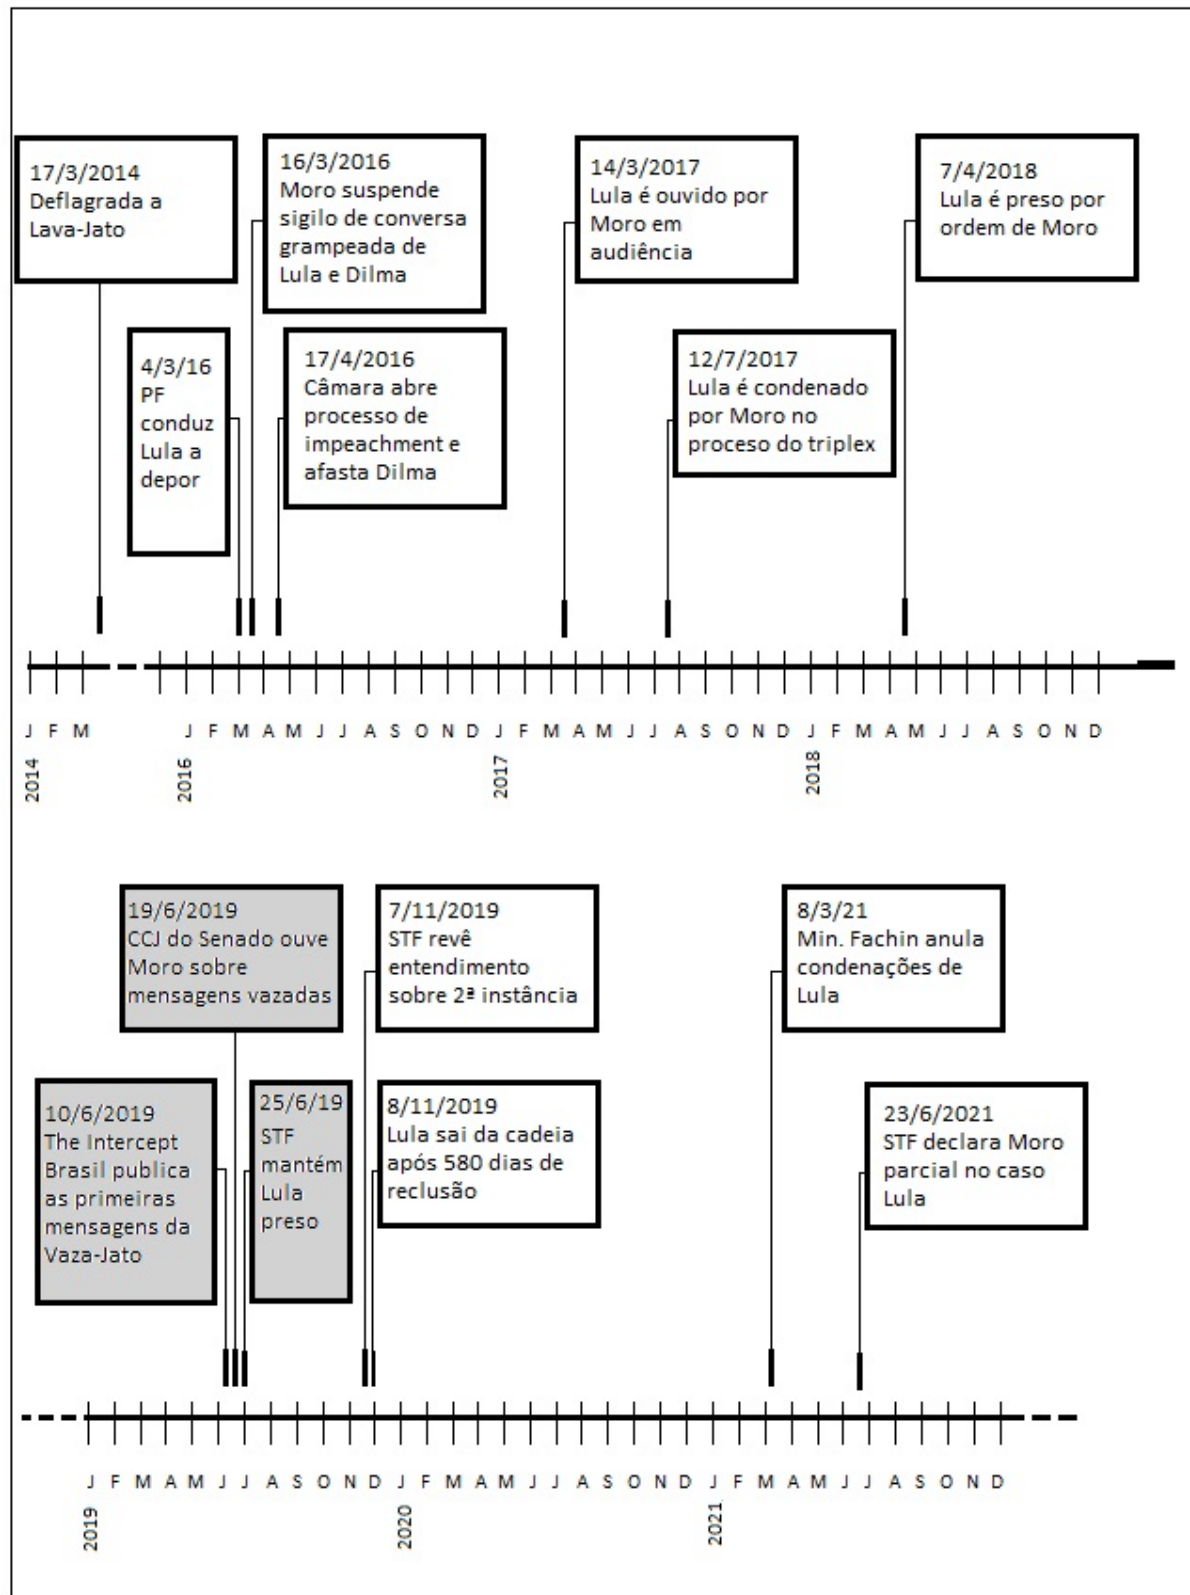 17/3/2014
Deflagrada a
Lava-Jato
16/3/2016
Moro suspende
sigilo de conversa
grampeada de
Lula e Dilma
14/3/2017
Lula é ouvido por
Moro em
audiência
7/4/2018
Lula é preso por
ordem de Moro
4/3/16
PF
conduz
Lula a
depor
17/4/2016
Câmara abre
processo de
impeachment e
afasta Dilma
12/7/2017
Lula é condenado
por Moro no
proceso do triplex
J F M J F M A M J J A S O N D J F M A M J J A S O N D J F M A M J J A S O N D
2014 2016 2017 2018
19/6/2019
CCJ do Senado ouve
Moro sobre
mensagens vazadas
7/11/2019
STF revê
entendimento
sobre 2ª instância
8/3/21
Min. Fachin anula
condenações de
Lula
10/6/2019
The Intercept
Brasil publica
as primeiras
mensagens da
Vaza-Jato
25/6/19
STF
mantém
Lula
preso
8/11/2019
Lula sai da cadeia
após 580 dias de
reclusão
23/6/2021
STF declara Moro
parcial no caso
Lula
J F M A M J J A S O N D J F M A M J J A S O N D J F M A M J J A S O N D
2019 2020 2021